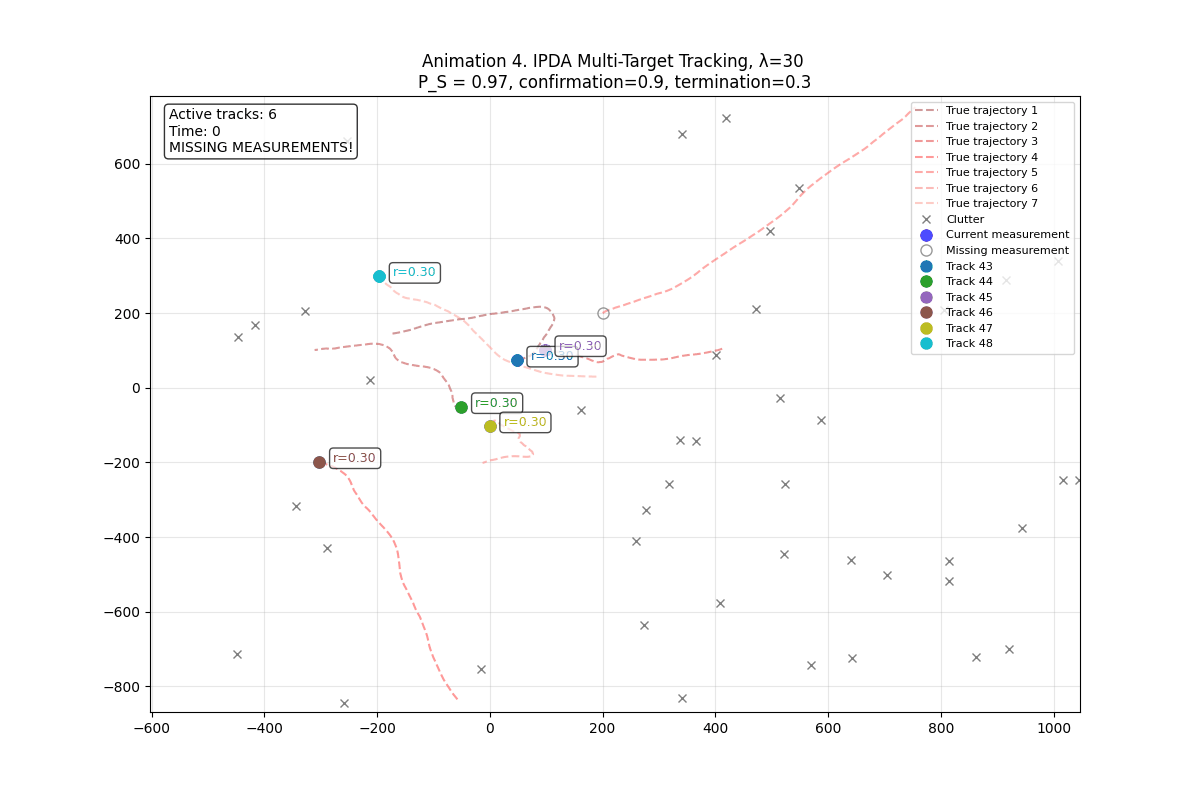 Animation 4. IPDA Multi-Target Tracking, λ=30
P_S = 0.97, confirmation=0.9, termination=0.3
Active tracks: 6
Time: 0
MISSING MEASUREMENTS!
True trajectory 1
True trajectory 2
True trajectory 3
True trajectory 4
True trajectory 5
True trajectory 6
True trajectory 7
Clutter
Current measurement
Missing measurement
Track 43
Track 44
Track 45
Track 46
Track 47
Track 48
r=0.30
r=0.30
r=0.30
r=0.30
r=0.30
r=0.30
600
400
200
0
−200
−400
−600
−800
−600
−400
−200
0
200
400
600
800
1000